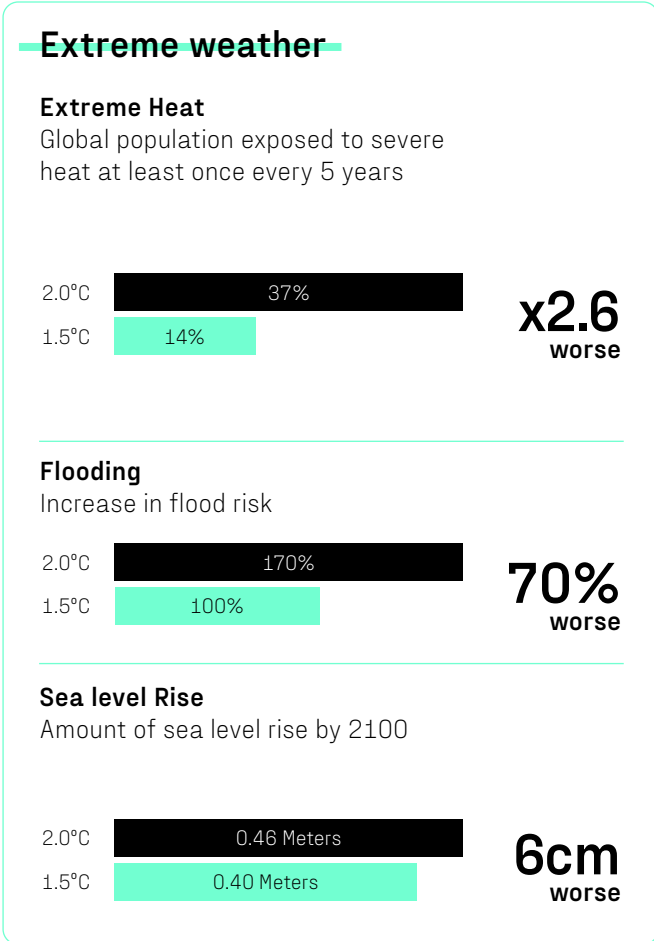 Extreme weather
Extreme Heat
Global population exposed to severe
heat at least once every 5 years
2.0°C 37%
1.5°C 14%
x2.6
worse
Flooding
Increase in flood risk
2.0°C 170%
1.5°C 100%
70%
worse
Sea level Rise
Amount of sea level rise by 2100
2.0°C 0.46 Meters
1.5°C 0.40 Meters
6cm
worse